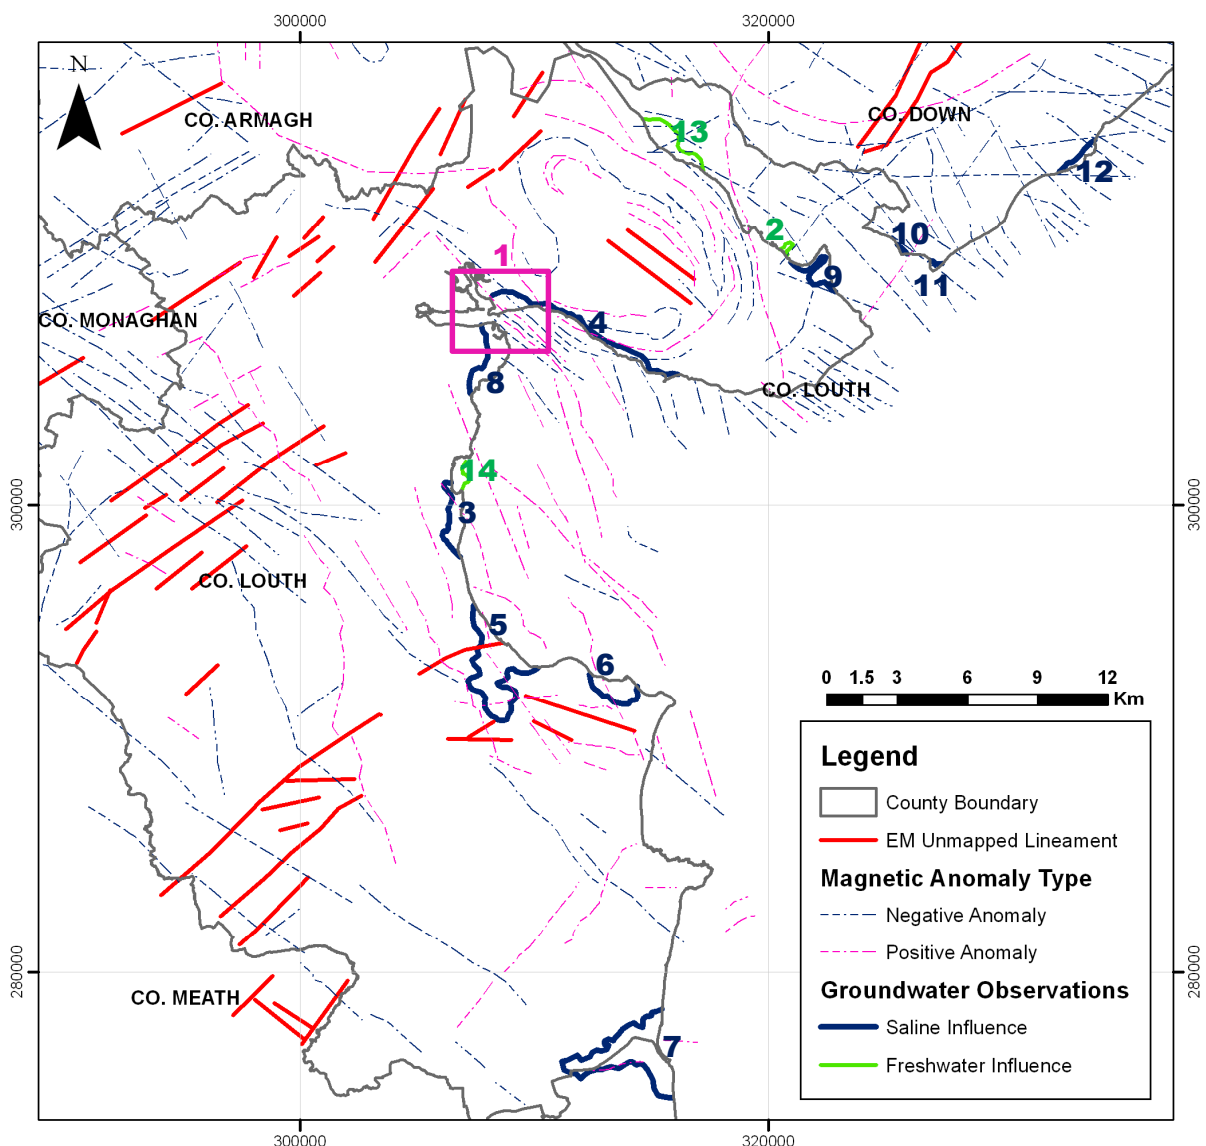 300000
320000
N
CO. ARMAGH
CO. DOWN
13
12
2
10
1
9
11
CO. MONAGHAN
4
8
CO. LOUTH
14
300000
3
300000
CO. LOUTH
5
6
0 1.5 3 6 9 12
Km
Legend
County Boundary
EM Unmapped Lineament
Magnetic Anomaly Type
Negative Anomaly
Positive Anomaly
280000
280000
CO. MEATH
Groundwater Observations
Saline Influence
7
Freshwater Influence
300000
320000